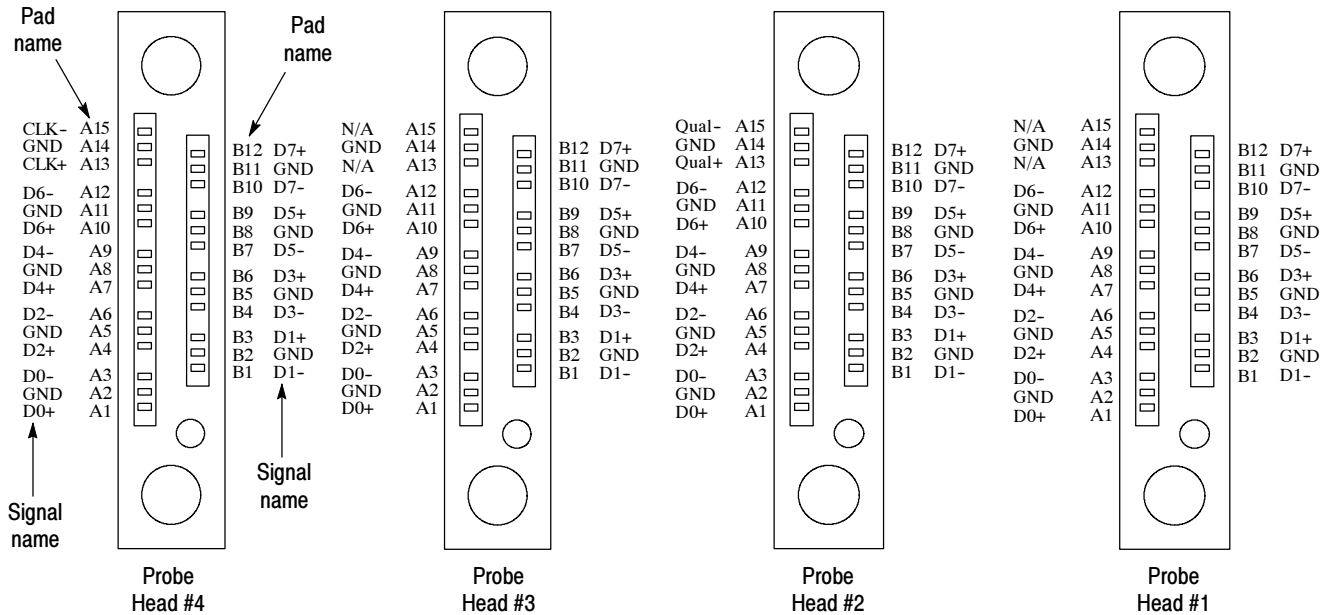 Pad
name
Pad
name
CLK- A15
GND A14
CLK+ A13
D6- A12
GND A11
D6+ A10
D4- A9
GND A8
D4+ A7
D2- A6
GND A5
D2+ A4
D0- A3
GND A2
D0+ A1
B12 D7+
B11 GND
B10 D7-
B9 D5+
B8 GND
B7 D5-
B6 D3+
B5 GND
B4 D3-
B3 D1+
B2 GND
B1 D1-
Signal
name
Signal
name
Probe
Head #4
N/A A15
GND A14
N/A A13
D6- A12
GND A11
D6+ A10
D4- A9
GND A8
D4+ A7
D2- A6
GND A5
D2+ A4
D0- A3
GND A2
D0+ A1
B12 D7+
B11 GND
B10 D7-
B9 D5+
B8 GND
B7 D5-
B6 D3+
B5 GND
B4 D3-
B3 D1+
B2 GND
B1 D1-
Probe
Head #3
Qual- A15
GND A14
Qual+ A13
D6- A12
GND A11
D6+ A10
D4- A9
GND A8
D4+ A7
D2- A6
GND A5
D2+ A4
D0- A3
GND A2
D0+ A1
B12 D7+
B11 GND
B10 D7-
B9 D5+
B8 GND
B7 D5-
B6 D3+
B5 GND
B4 D3-
B3 D1+
B2 GND
B1 D1-
Probe
Head #2
N/A A15
GND A14
N/A A13
D6- A12
GND A11
D6+ A10
D4- A9
GND A8
D4+ A7
D2- A6
GND A5
D2+ A4
D0- A3
GND A2
D0+ A1
B12 D7+
B11 GND
B10 D7-
B9 D5+
B8 GND
B7 D5-
B6 D3+
B5 GND
B4 D3-
B3 D1+
B2 GND
B1 D1-
Probe
Head #1